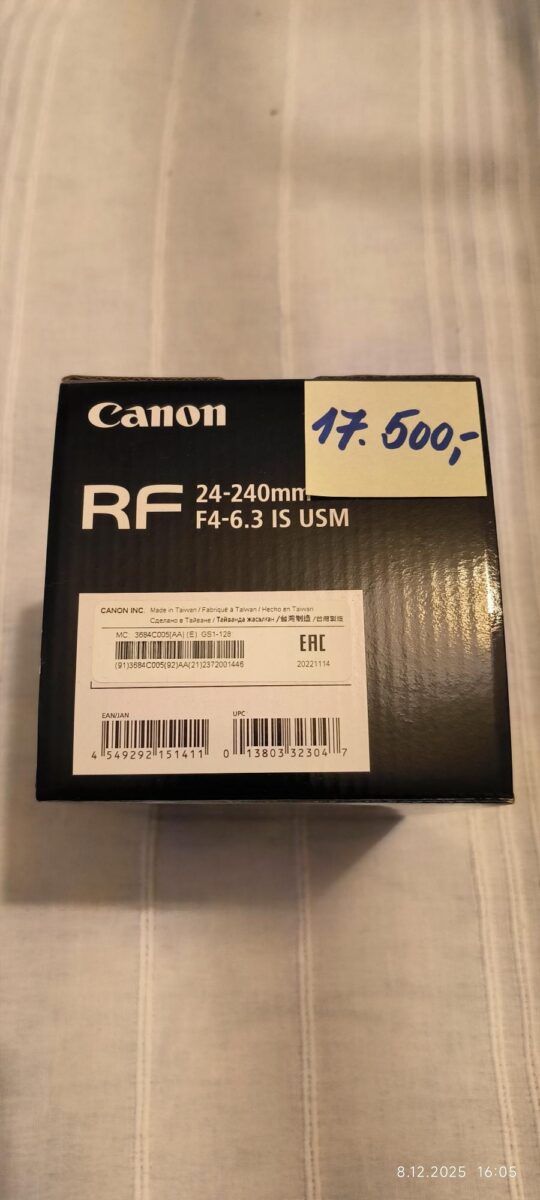 Canon
17.500,-
RF 24-240mm
F4-6.3 IS USM
CANON INC. Made in Taiwan / Fabriqué à Taïwan / Hecho en Taiwán
Сделано в Тайване / Тайванда жасалған /台灣制造 /台灣製造
MC: 3684C005(AA) (E) GS1-128
EAC
(91)3684C005(92)AA(21)2372001446
20221114
EAN/JAN
UPC
4 549292 151411
0 13803 32304 7
8.12.2025 16:05